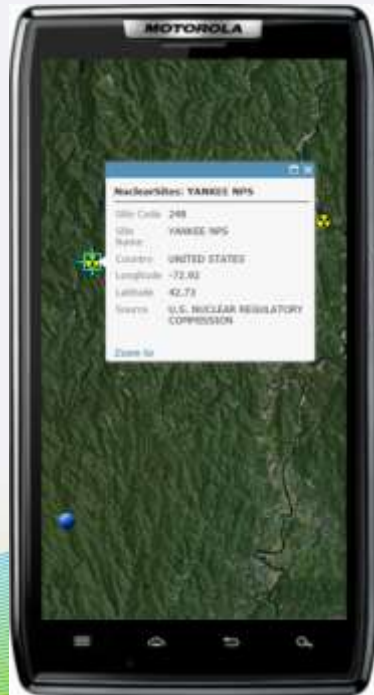 MOTOROLA
NuclearSites: YANKEE NPS
Site Code 248
Site Name YANKEE NPS
Country UNITED STATES
Longitude -72.92
Latitude 42.73
Source U.S. NUCLEAR REGULATORY
COMMISSION
Zoom to